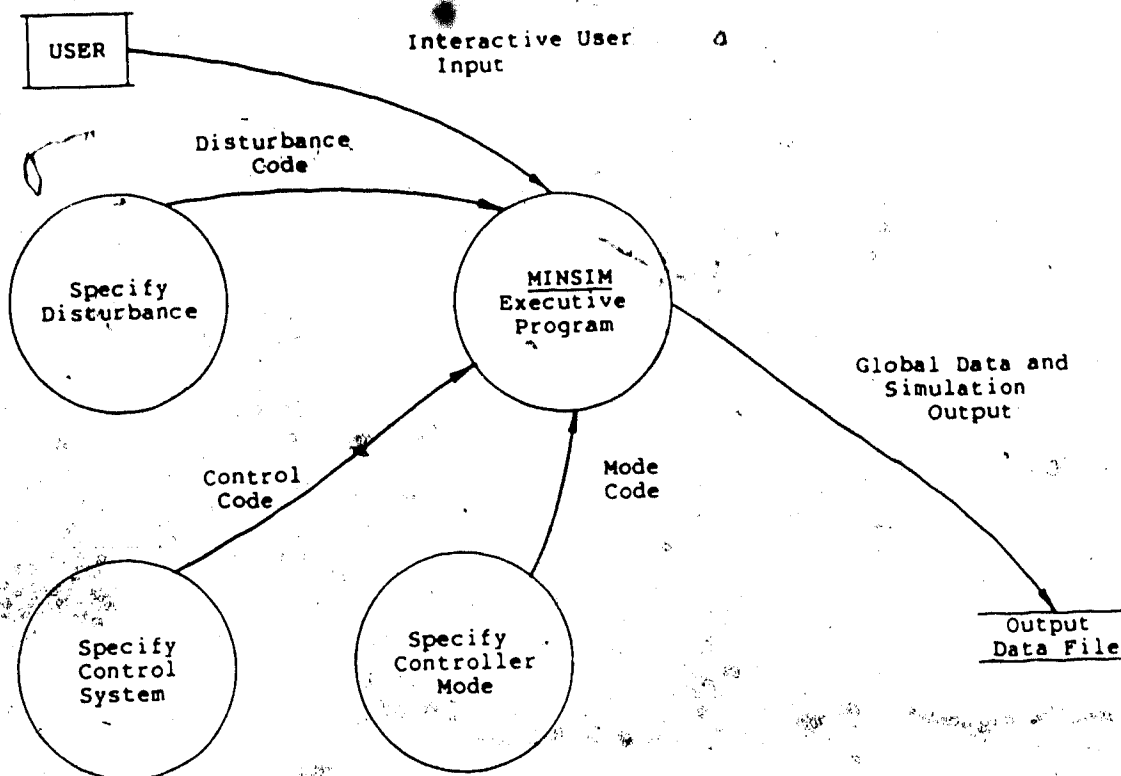 USER
Interactive User
Input
Disturbance
Code
Specify
Disturbance
MINSIM
Executive
Program
Global Data and
Simulation
Output
Control
Code
Mode
Code
Specify
Control
System
Specify
Controller
Mode
Output
Data File